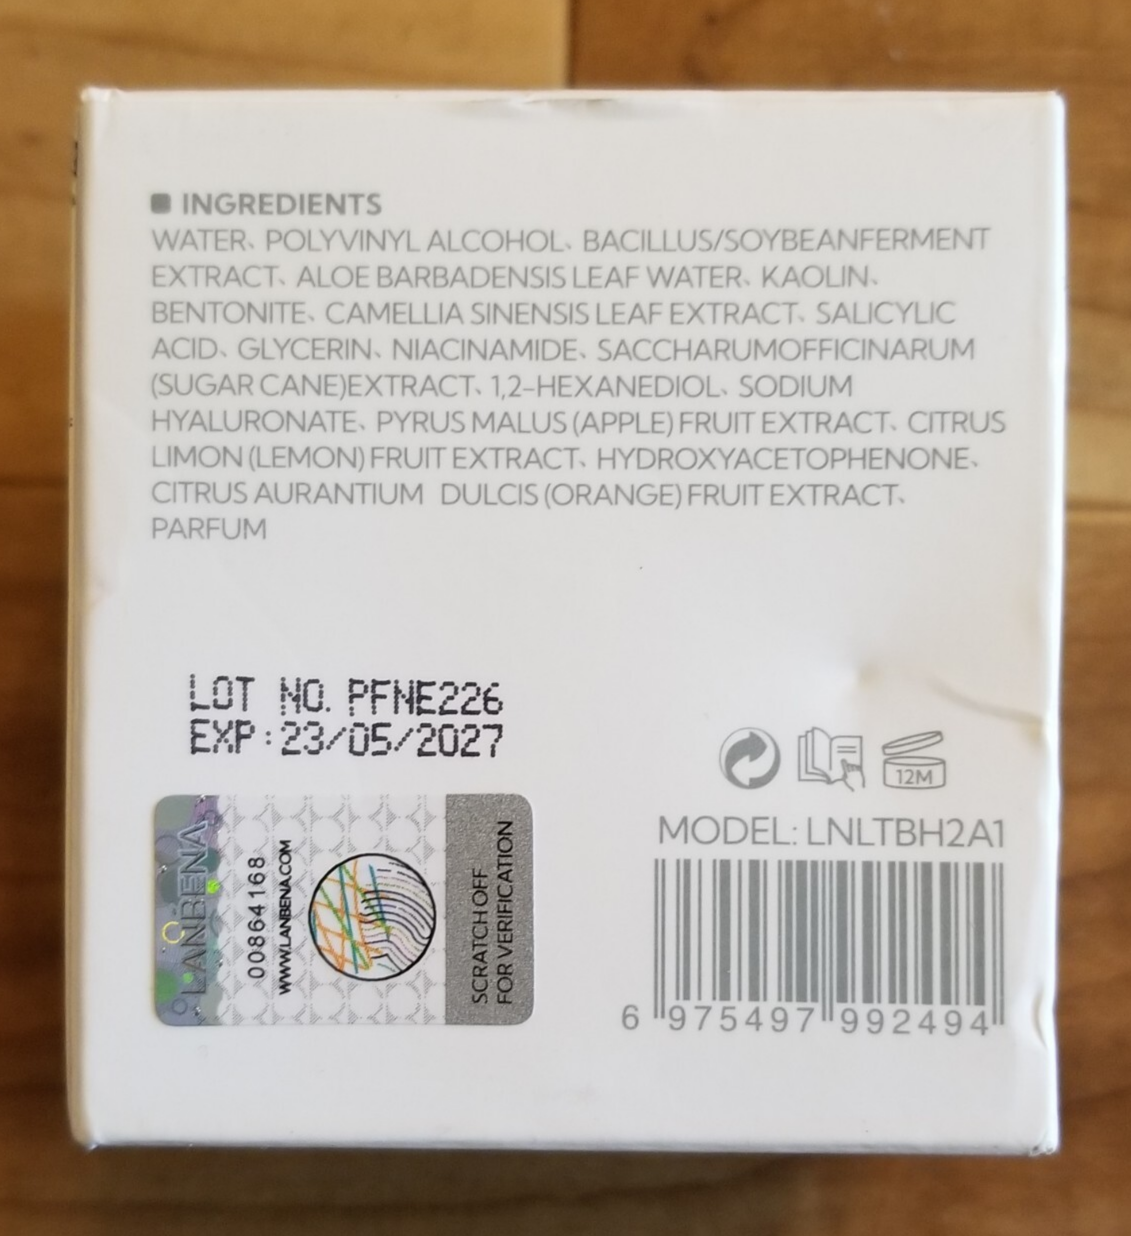 ■ INGREDIENTS
WATER、POLYVINYL ALCOHOL、BACILLUS/SOYBEANFERMENT
EXTRACT、ALOE BARBADENSIS LEAF WATER、KAOLIN、
BENTONITE、CAMELLIA SINENSIS LEAF EXTRACT、SALICYLIC
ACID、GLYCERIN、NIACINAMIDE、SACCHARUMOFFICINARUM
(SUGAR CANE)EXTRACT、1,2-HEXANEDIOL、SODIUM
HYALURONATE、PYRUS MALUS (APPLE) FRUIT EXTRACT、CITRUS
LIMON (LEMON) FRUIT EXTRACT、HYDROXYACETOPHENONE、
CITRUS AURANTIUM DULCIS (ORANGE) FRUIT EXTRACT、
PARFUM
LOT NO. PFNE226
EXP:23/05/2027
12M
MODEL: LNLTBH2A1
LANBENA
00864168
WWW.LANBENA.COM
SCRATCH OFF
FOR VERIFICATION
6 975497 992494